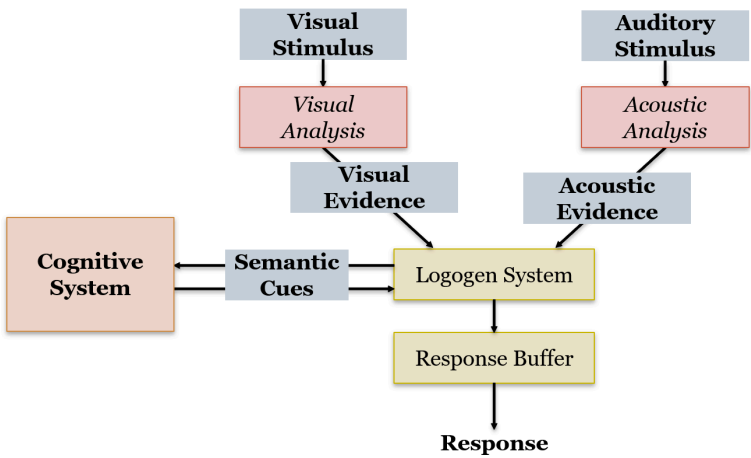 Visual
Stimulus
Auditory
Stimulus
Visual
Analysis
Acoustic
Analysis
Visual
Evidence
Acoustic
Evidence
Cognitive
System
Semantic
Cues
Logogen System
Response Buffer
Response